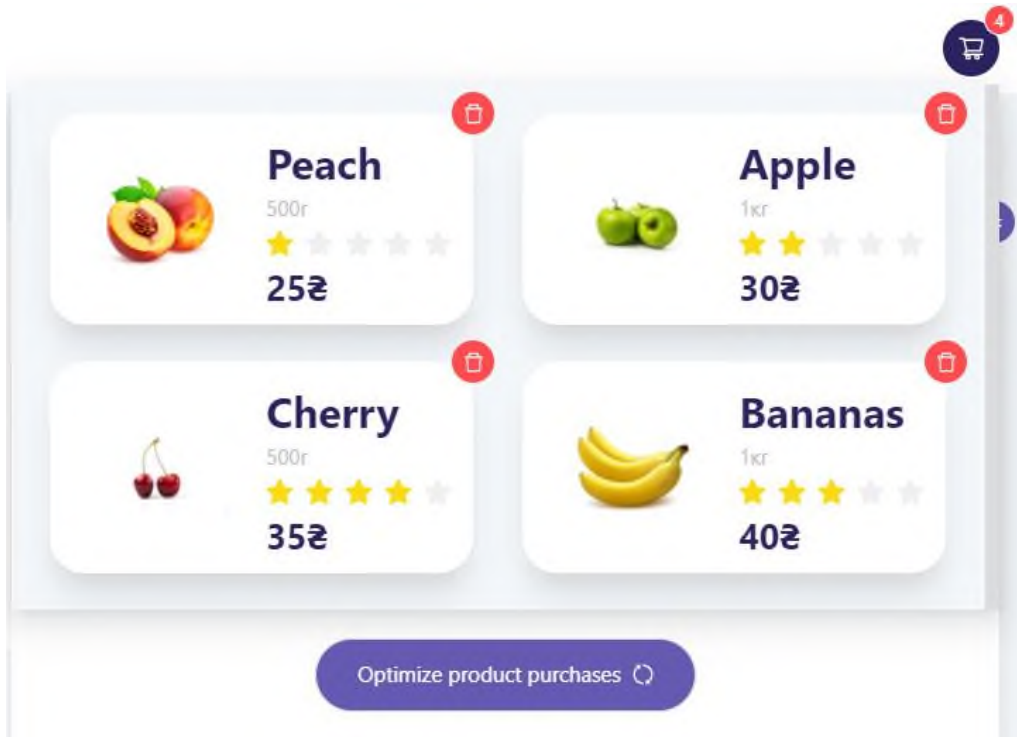 4
Peach
500г
25₴
Apple
1кг
30₴
Cherry
500г
35₴
Bananas
1кг
40₴
Optimize product purchases